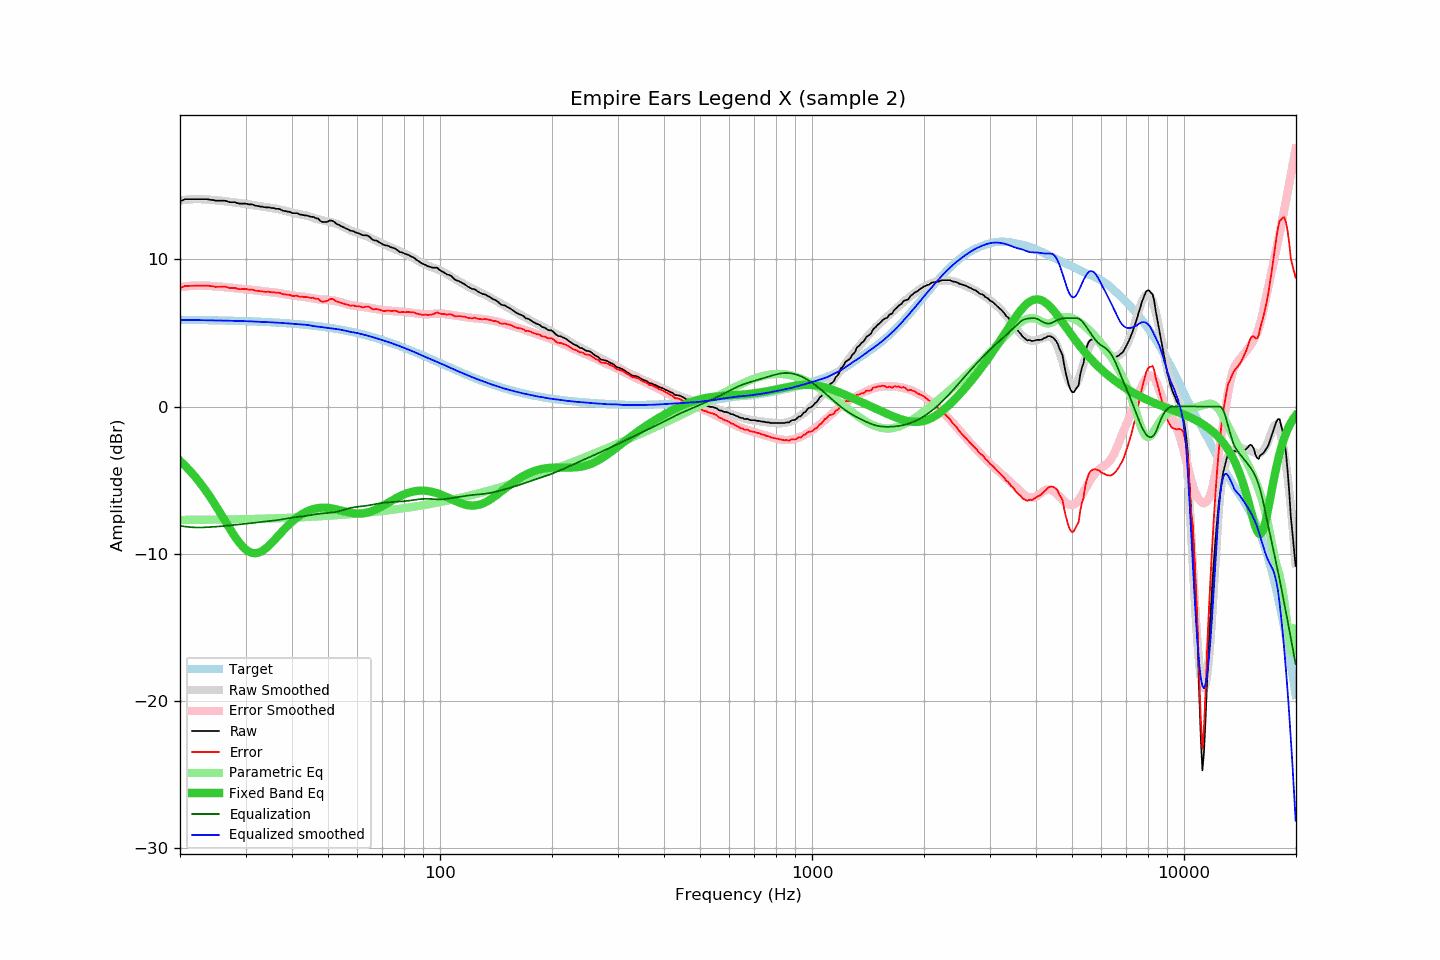 Empire Ears Legend X (sample 2)
Amplitude (dBr)
10
0
−10
−20
−30
Target
Raw Smoothed
Error Smoothed
Raw
Error
Parametric Eq
Fixed Band Eq
Equalization
Equalized smoothed
100
1000
10000
Frequency (Hz)